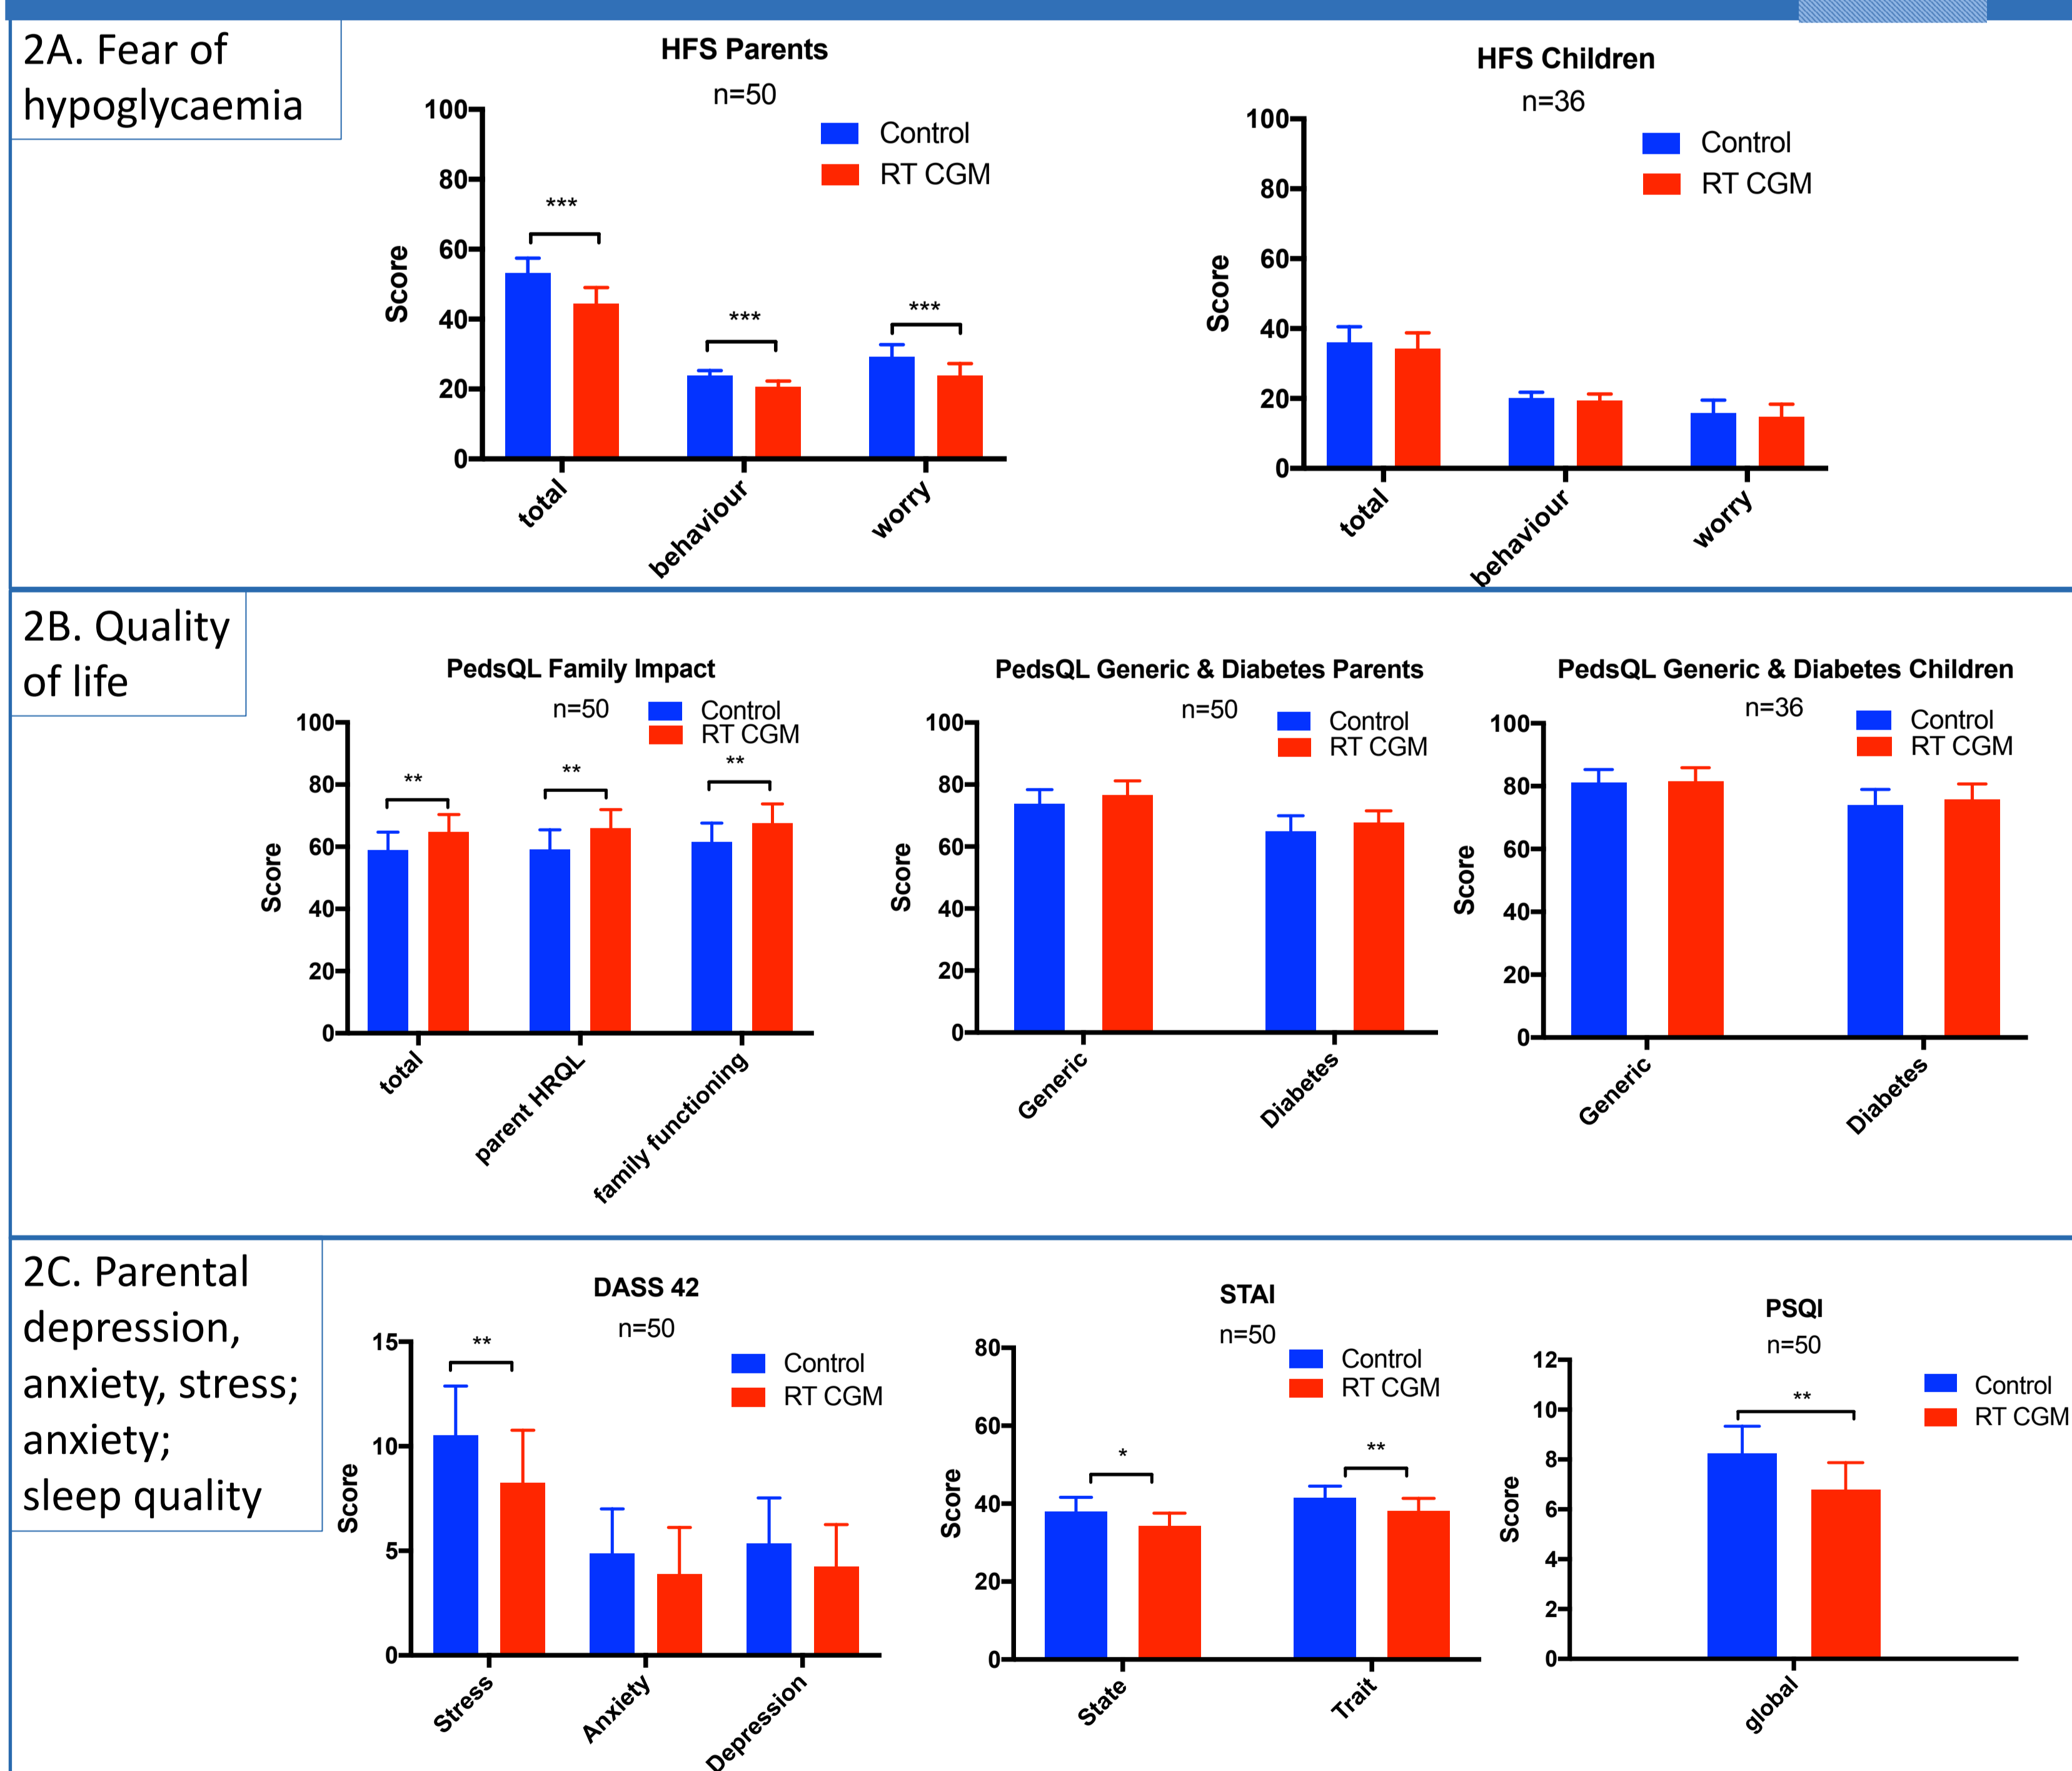 2A. Fear of
hypoglycaemia
HFS Parents
n=50
Control
RT CGM
100
80
60
40
20
0
Score
***
***
***
total
behaviour
worry
HFS Children
n=36
Control
RT CGM
100
80
60
40
20
0
Score
total
behaviour
worry
2B. Quality
of life
PedsQL Family Impact
n=50
Control
RT CGM
100
80
60
40
20
0
Score
**
**
**
total
parent HRQL
family functioning
PedsQL Generic & Diabetes Parents
n=50
Control
RT CGM
100
80
60
40
20
0
Score
Generic
Diabetes
PedsQL Generic & Diabetes Children
n=36
Control
RT CGM
100
80
60
40
20
0
Score
Generic
Diabetes
2C. Parental
depression,
anxiety, stress;
anxiety;
sleep quality
DASS 42
n=50
Control
RT CGM
15
10
5
0
Score
**
Stress
Anxiety
Depression
STAI
n=50
Control
RT CGM
80
60
40
20
0
Score
*
**
State
Trait
PSQI
n=50
Control
RT CGM
12
10
8
6
4
2
0
Score
**
global